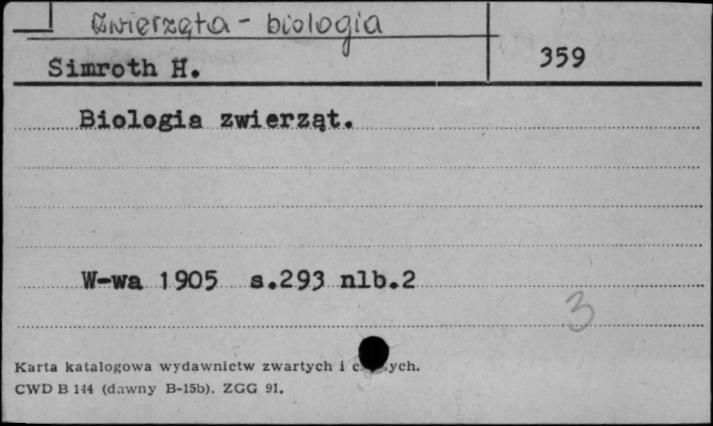 Zwierzęta - biologia
Simroth H.
359
Biologia zwierząt.
W-wa 1905 s.293 nlb.2
3
Karta katalogowa wydawnictw zwartych i
CWD B 144 (dawny B-15b). ZGG 91.